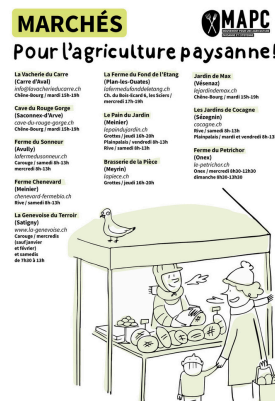 MARCHÉS
MAPC
Pour l'agriculture paysanne!
La Vacherie du Carre
(Carre d'Aval)
info@lavacherieducarre.ch
Chêne-Bourg / mardi 15h-19h
Cave du Rouge Gorge
(Saconnex-d'Arve)
cave-du-rouge-gorge.ch
Chêne-Bourg / mardi 15h-19h
Ferme du Sonneur
(Avully)
lafermedusonneur.ch
Carouge / samedi 8h-13h
mercredi 8h-13h
Ferme Chenevard
(Meinier)
chenevard-fermebio.ch
Rive / samedi 8h-13h
La Genevoise du Terroir
(Satigny)
www.la-genevoise.ch
Carouge / mercredis
(sauf janvier
et février)
et samedis
de 7h30 à 13h
La Ferme du Fond de l'Etang
(Plan-les-Ouates)
lafermedufonddeletang.ch
Ch. du Bois-Ecard 6, les Sciers /
mercredi 17h-19h
Le Pain du Jardin
(Meinier)
lepaindujardin.ch
Grottes / jeudi 16h-20h
Plainpalais / vendredi 8h-13h
Rive / samedi 8h-13h
Brasserie de la Pièce
(Meyrin)
lapiece.ch
Grottes / jeudi 16h-20h
Jardin de Max
(Vésenaz)
lejardindemax.ch
Chêne-Bourg / mardi 15h-19h
Les Jardins de Cocagne
(Sézegnin)
cocagne.ch
Rive / samedi 8h-13h
Plainpalais / mardi et vendredi 8h-13
Ferme du Petrichor
(Onex)
le-petrichor.ch
Onex / mercredi 8h30-12h30
dimanche 8h30-13h30